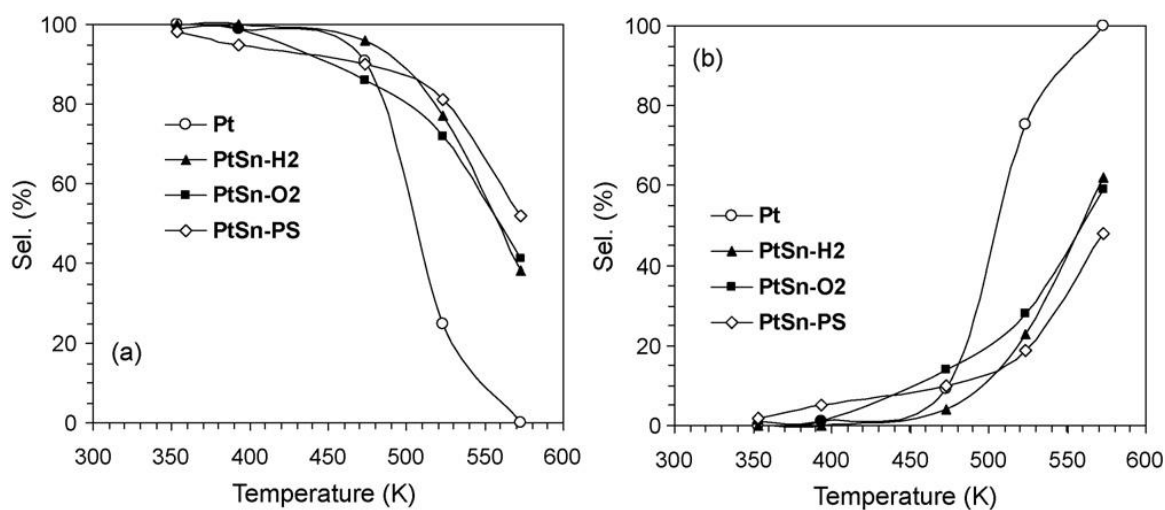 100
80
60
40
20
0
Sel. (%)
Pt
PtSn-H2
PtSn-O2
PtSn-PS
(a)
300 350 400 450 500 550 600
Temperature (K)
100
80
60
40
20
0
Sel. (%)
(b)
Pt
PtSn-H2
PtSn-O2
PtSn-PS
300 350 400 450 500 550 600
Temperature (K)